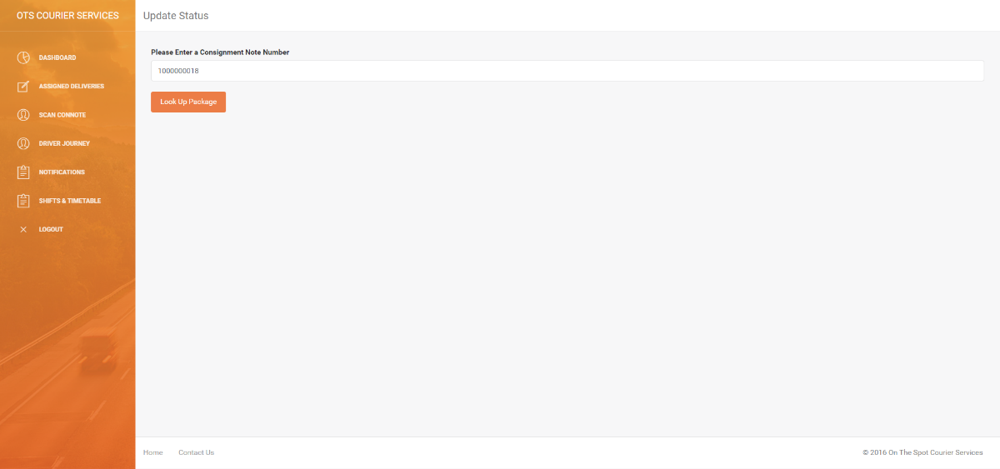 OTS COURIER SERVICES
Update Status
DASHBOARD
ASSIGNED DELIVERIES
SCAN CONNOTE
DRIVER JOURNEY
NOTIFICATIONS
SHIFTS & TIMETABLE
LOGOUT
Please Enter a Consignment Note Number
1000000018
Look Up Package
Home
Contact Us
© 2016 On The Spot Courier Services